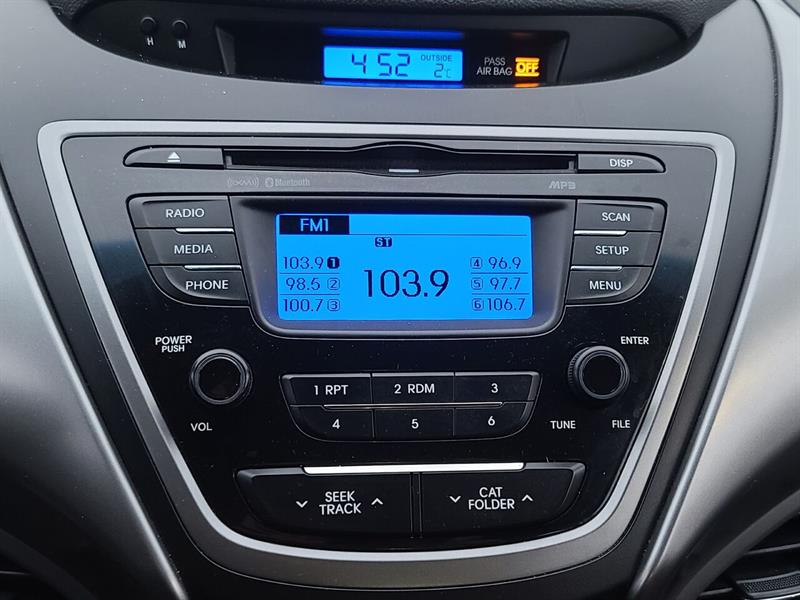 H M
4 52
OUTSIDE
2°C
PASS
AIR BAG OFF
DISP
((SXM)) Bluetooth
MP3
RADIO
MEDIA
PHONE
FM1
ST
103.9 1
98.5 2
100.7 3
103.9
4 96.9
5 97.7
6 106.7
SCAN
SETUP
MENU
POWER
PUSH
VOL
ENTER
TUNE
FILE
1 RPT
2 RDM
3
4
5
6
SEEK
TRACK
CAT
FOLDER